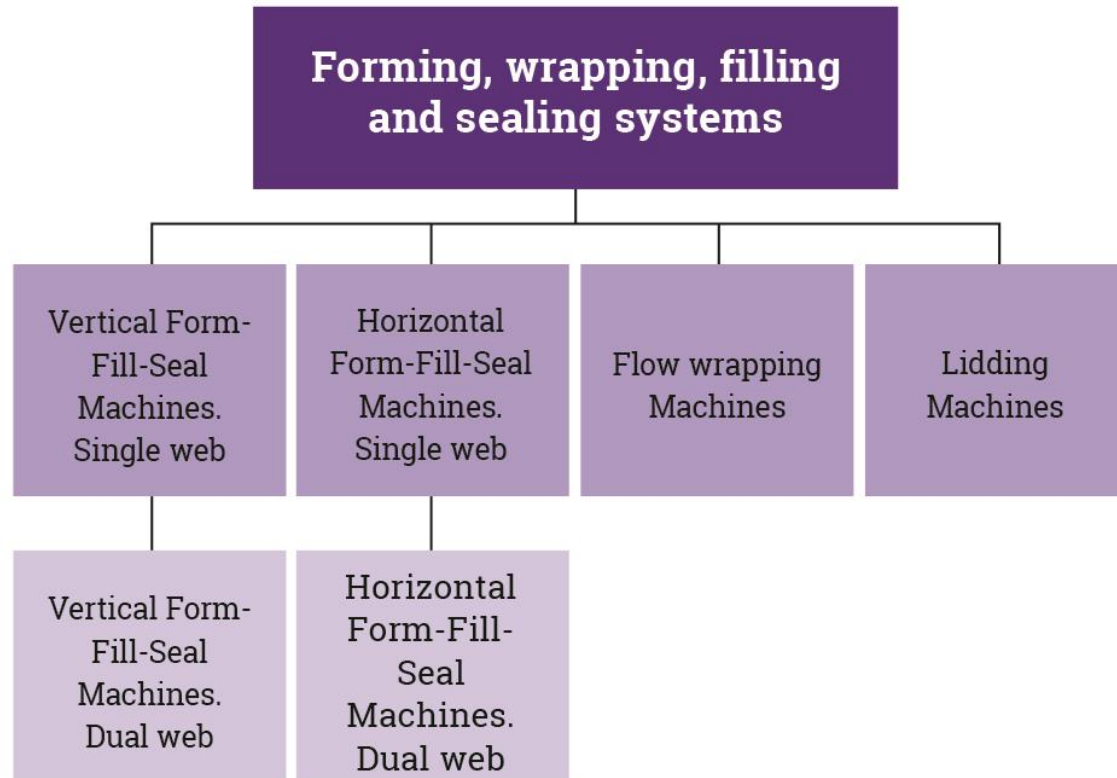 Forming, wrapping, filling
and sealing systems
Vertical Form-
Fill-Seal
Machines.
Single web
Horizontal
Form-Fill-Seal
Machines.
Single web
Flow wrapping
Machines
Lidding
Machines
Vertical Form-
Fill-Seal
Machines.
Dual web
Horizontal
Form-Fill-
Seal
Machines.
Dual web